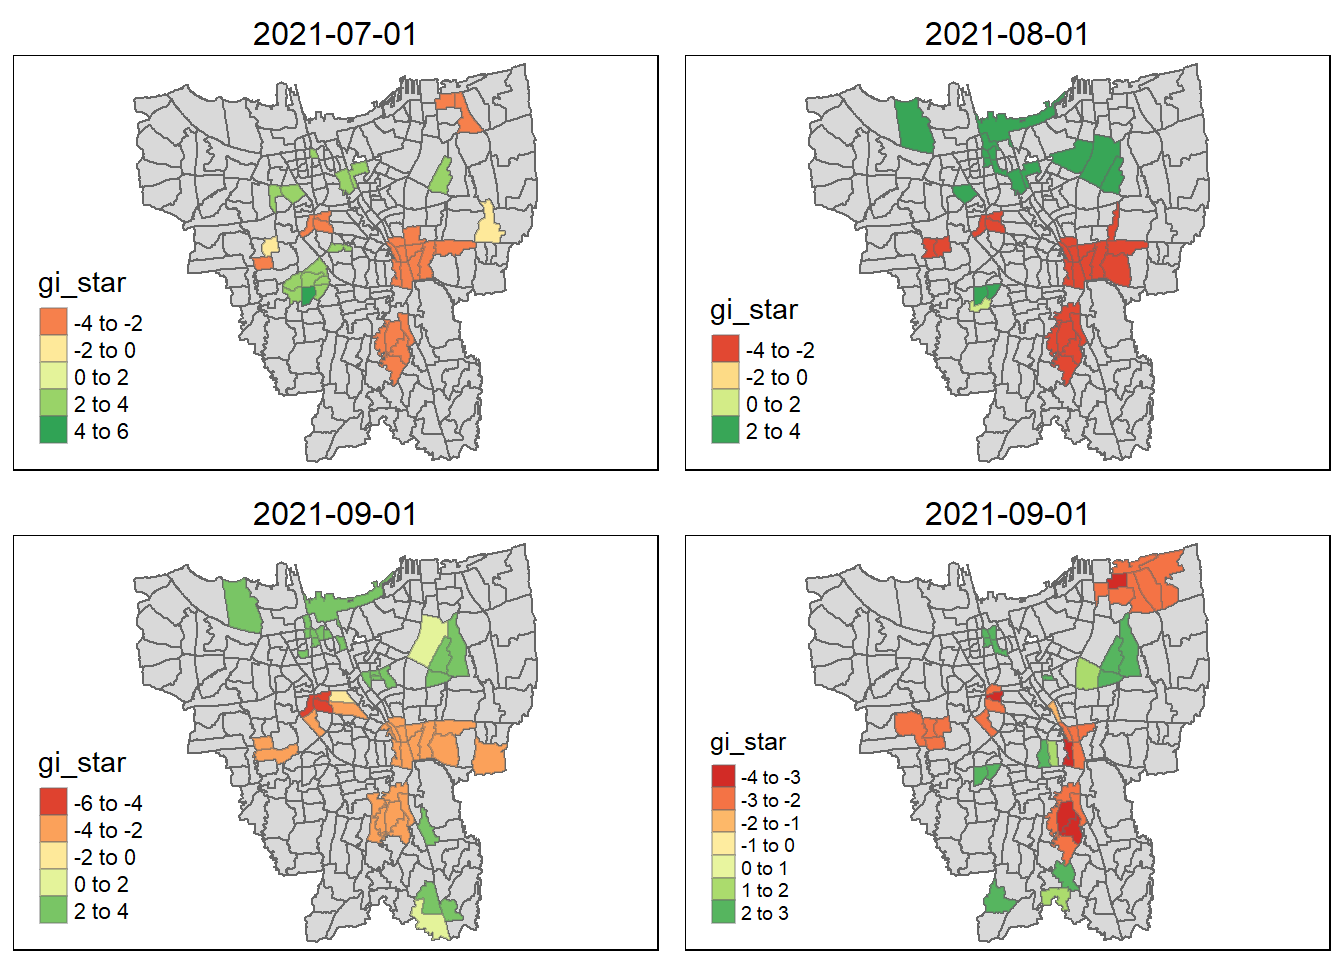 2021-07-01
gi_star
-4 to -2
-2 to 0
0 to 2
2 to 4
4 to 6
2021-08-01
gi_star
-4 to -2
-2 to 0
0 to 2
2 to 4
2021-09-01
gi_star
-6 to -4
-4 to -2
-2 to 0
0 to 2
2 to 4
2021-09-01
gi_star
-4 to -3
-3 to -2
-2 to -1
-1 to 0
0 to 1
1 to 2
2 to 3